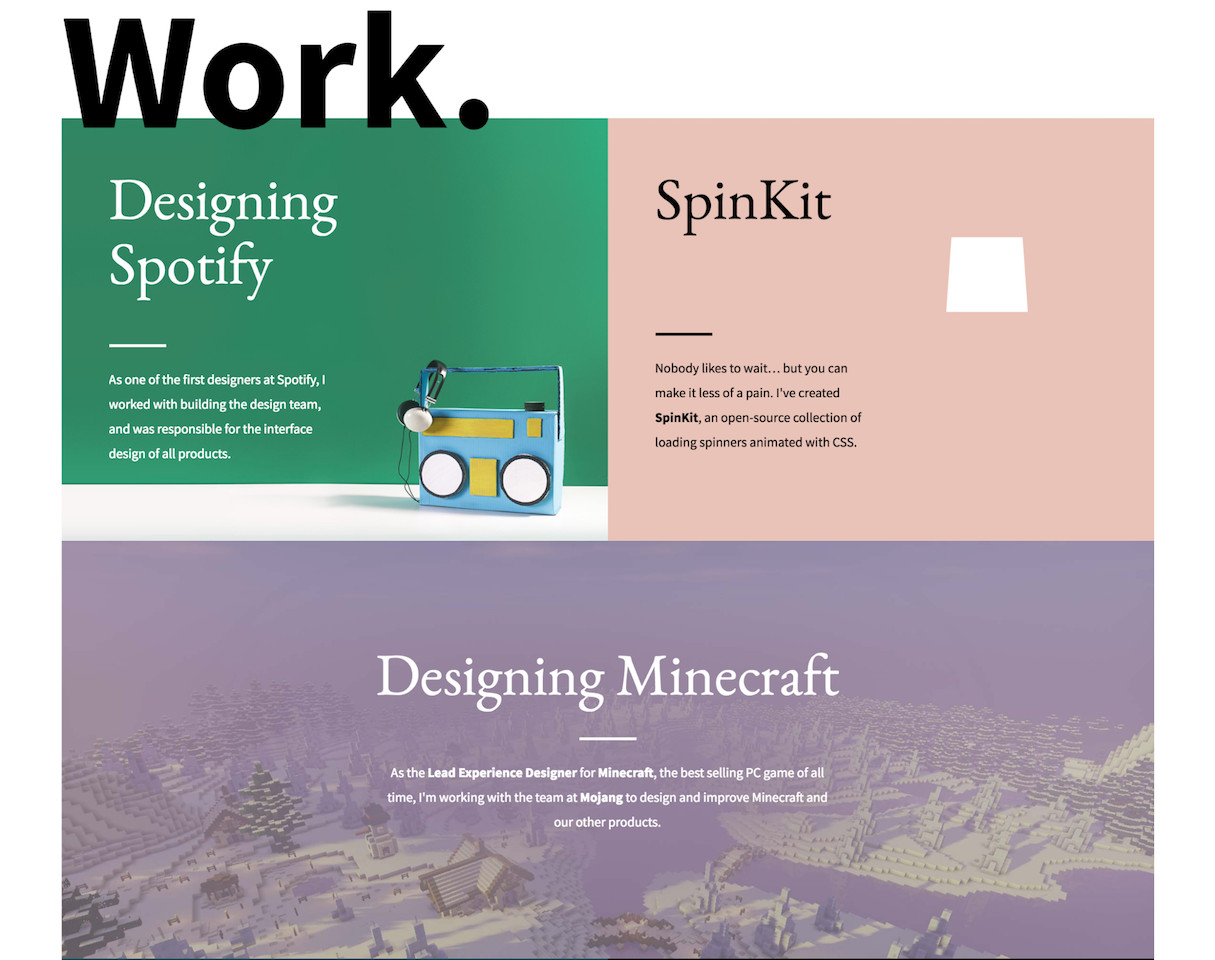 Work.
Designing
Spotify
As one of the first designers at Spotify, I
worked with building the design team,
and was responsible for the interface
design of all products.
SpinKit
Nobody likes to wait… but you can
make it less of a pain. I've created
SpinKit, an open-source collection of
loading spinners animated with CSS.
Designing Minecraft
As the Lead Experience Designer for Minecraft, the best selling PC game of all
time, I'm working with the team at Mojang to design and improve Minecraft and
our other products.